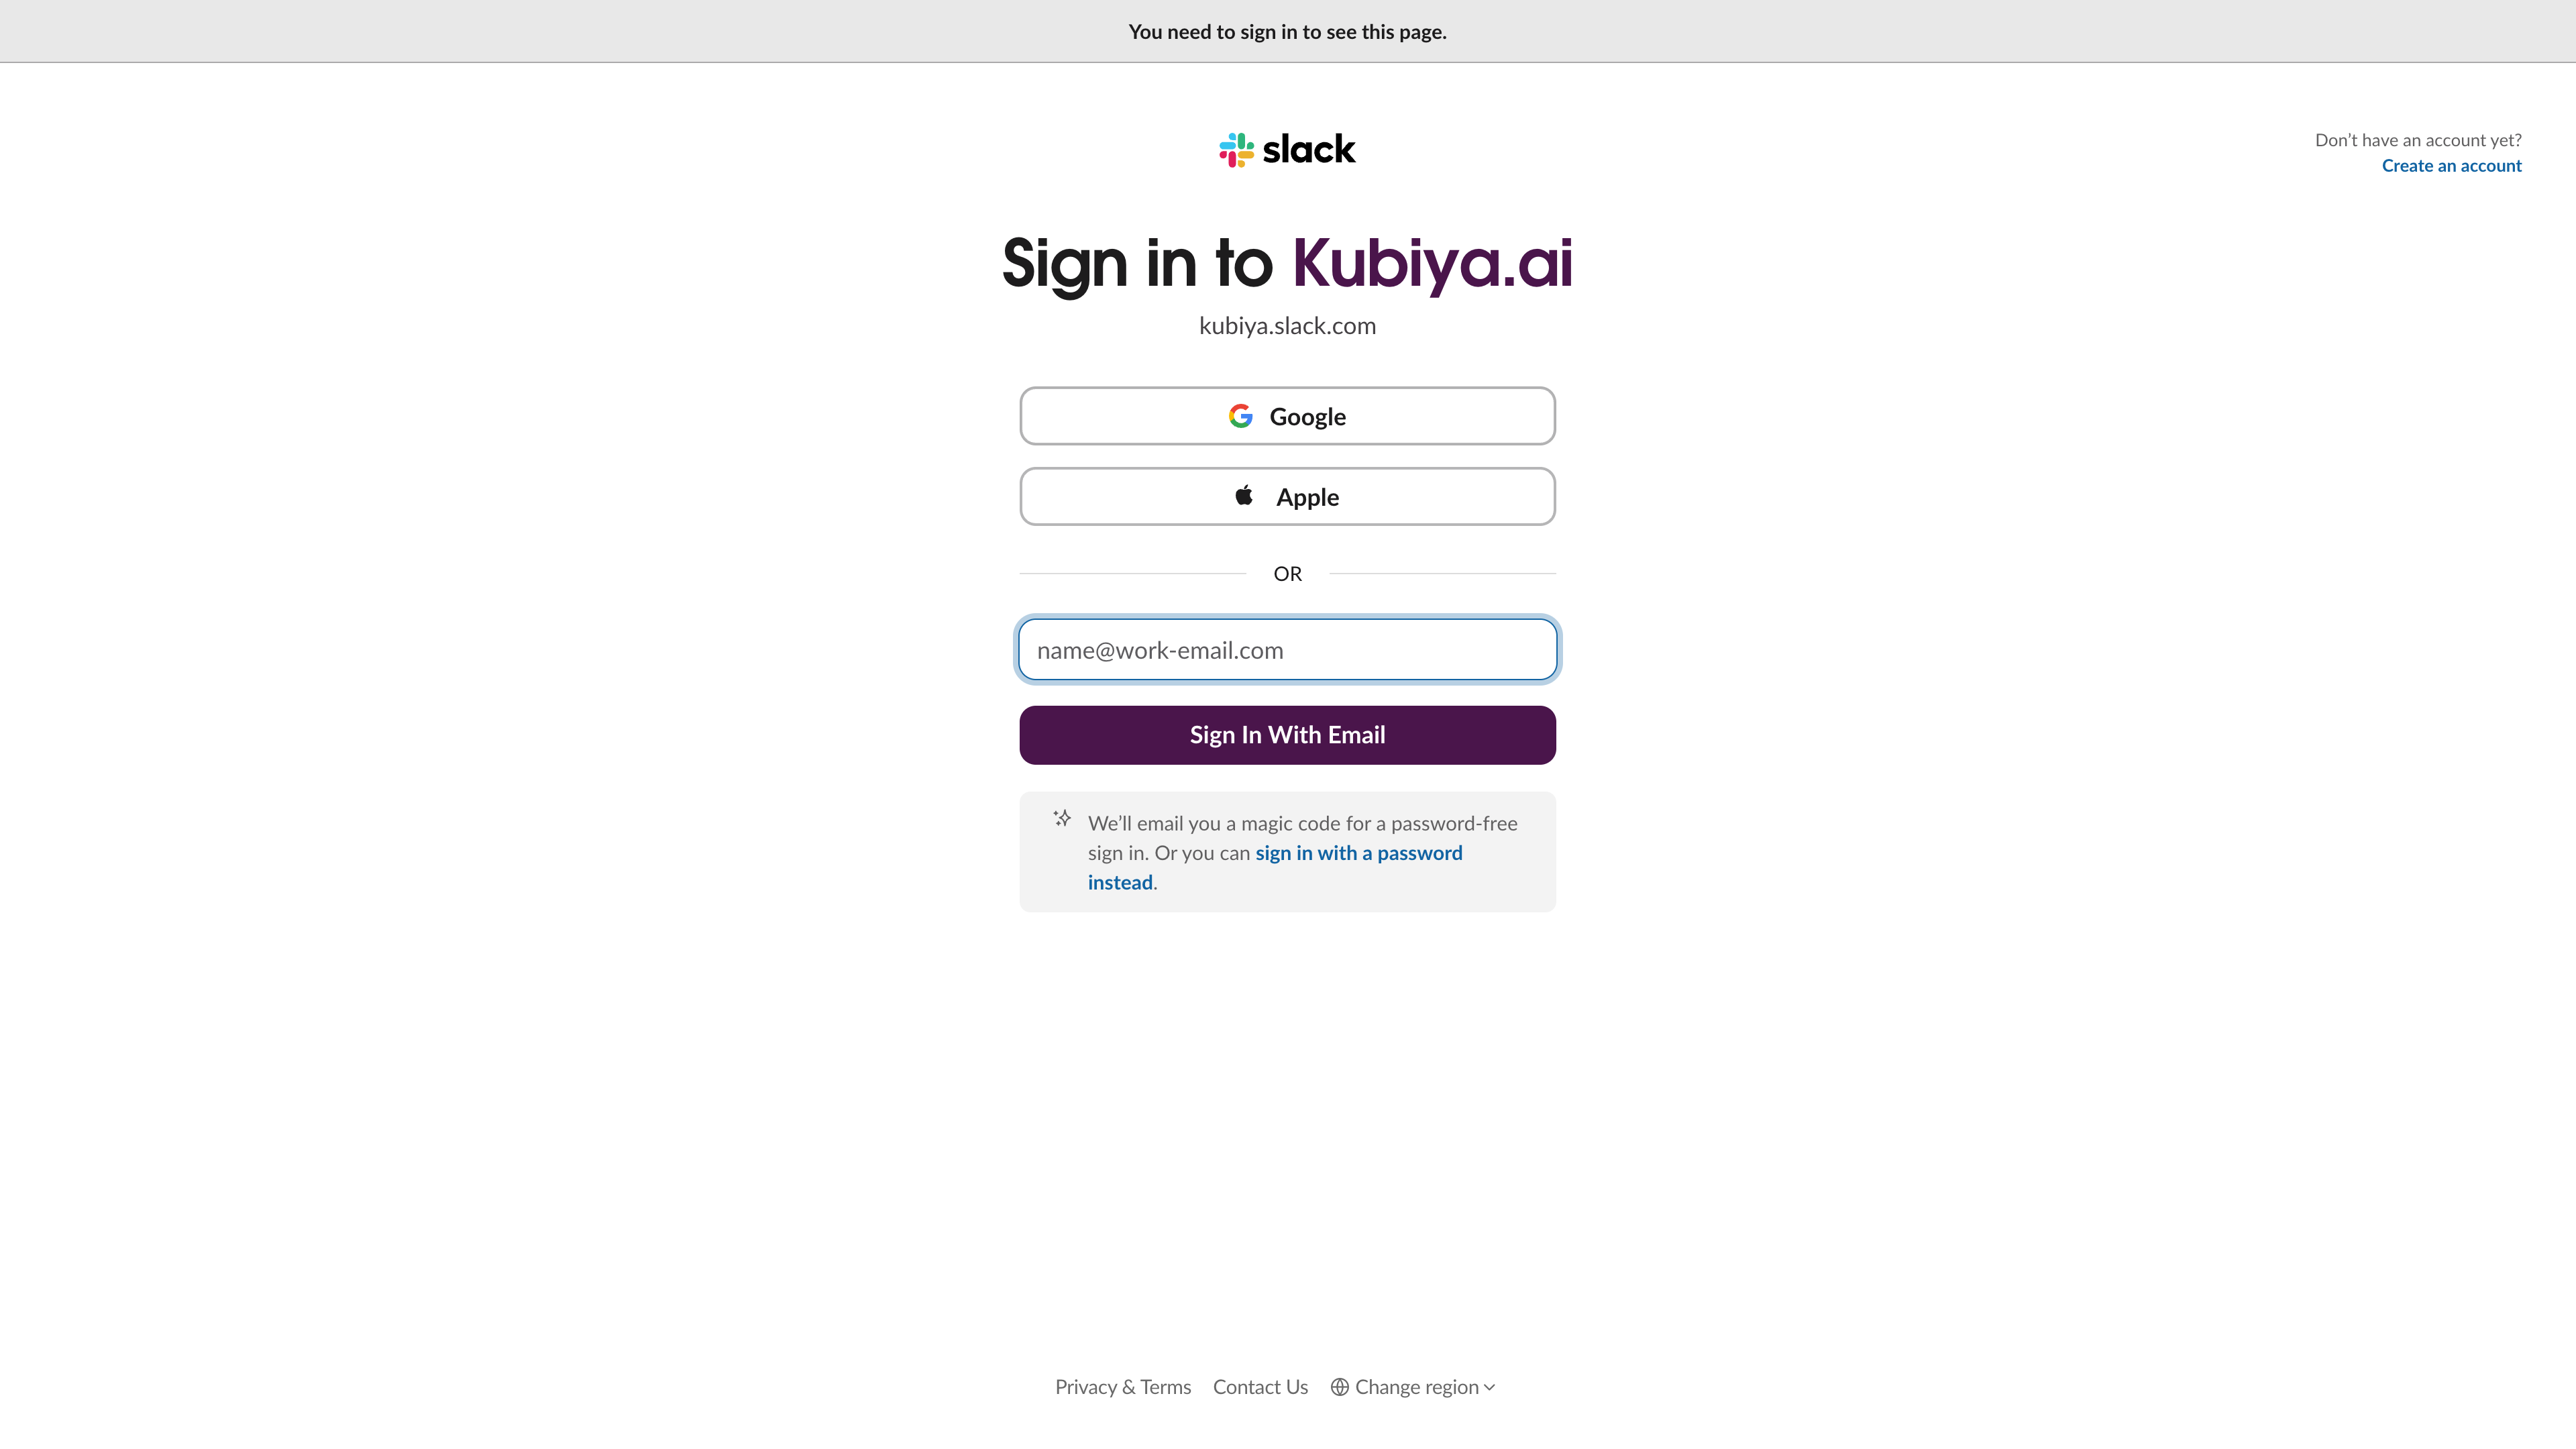 You need to sign in to see this page.
slack
Don’t have an account yet?
Create an account
Sign in to Kubiya.ai
kubiya.slack.com
Google
Apple
OR
name@work-email.com
Sign In With Email
We’ll email you a magic code for a password-free
sign in. Or you can sign in with a password
instead.
Privacy & Terms Contact Us Change region